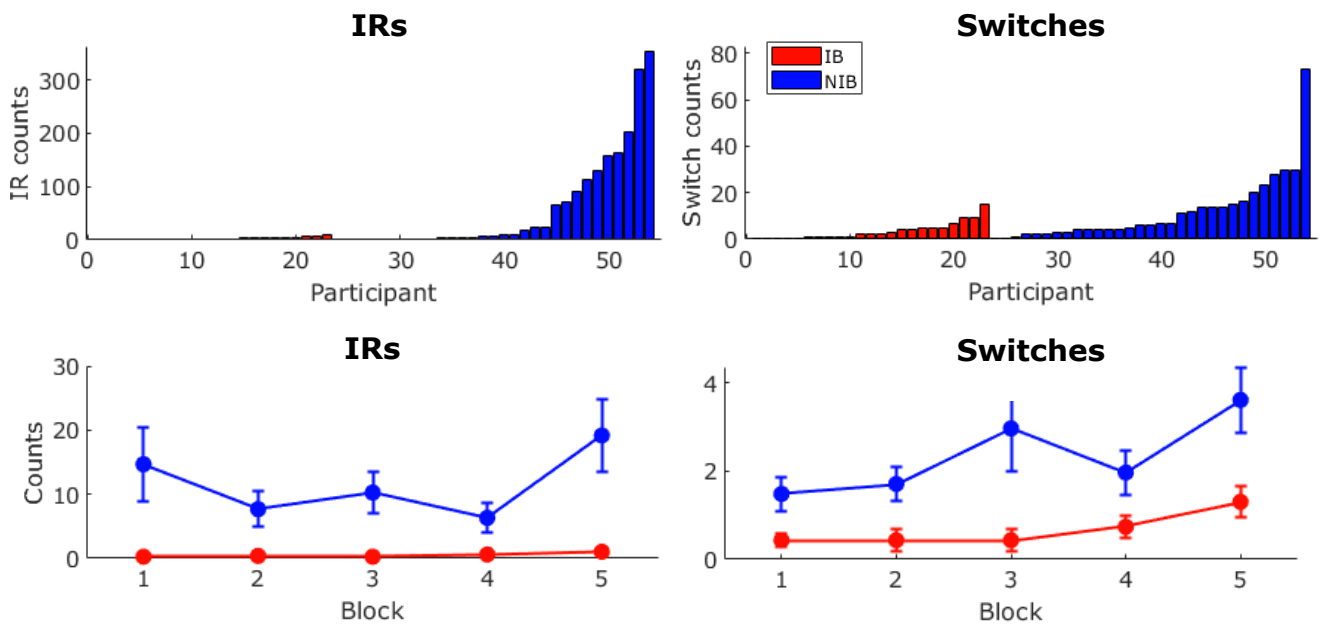 IRs
300
200
100
0
IR counts
0 10 20 30 40 50
Participant
Switches
IB
NIB
80
60
40
20
0
Switch counts
0 10 20 30 40 50
Participant
IRs
30
20
10
0
Counts
1 2 3 4 5
Block
Switches
4
2
0
1 2 3 4 5
Block